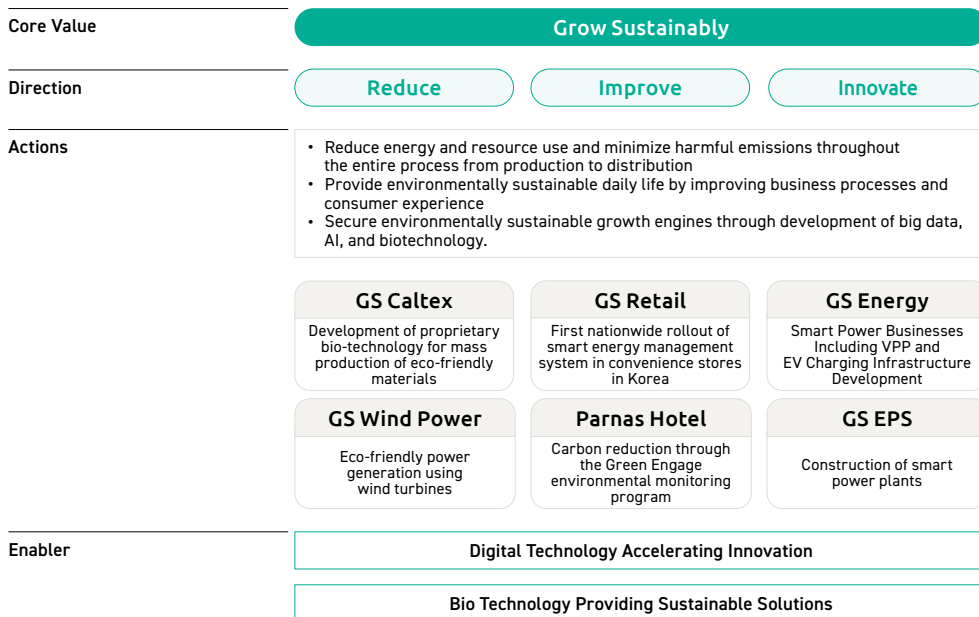 Core Value
Grow Sustainably
Direction
Reduce
Improve
Innovate
Actions
• Reduce energy and resource use and minimize harmful emissions throughout
the entire process from production to distribution
• Provide environmentally sustainable daily life by improving business processes and
consumer experience
• Secure environmentally sustainable growth engines through development of big data,
AI, and biotechnology.
GS Caltex
Development of proprietary
bio-technology for mass
production of eco-friendly
materials
GS Retail
First nationwide rollout of
smart energy management
system in convenience stores
in Korea
GS Energy
Smart Power Businesses
Including VPP and
EV Charging Infrastructure
Development
GS Wind Power
Eco-friendly power
generation using
wind turbines
Parnas Hotel
Carbon reduction through
the Green Engage
environmental monitoring
program
GS EPS
Construction of smart
power plants
Enabler
Digital Technology Accelerating Innovation
Bio Technology Providing Sustainable Solutions